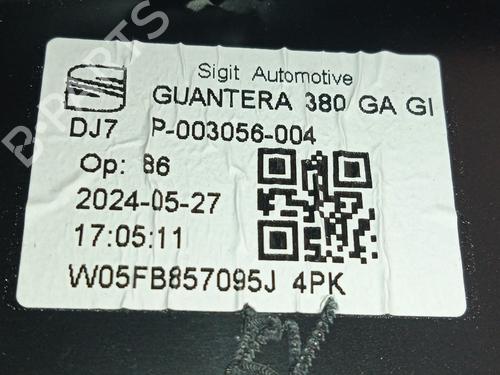 Sigit Automotive
GUANTERA 380 GA GI
DJ7 P-003056-004
Op: 86
2024-05-27
17:05:11
W05FB857095J 4PK
B-PARTS